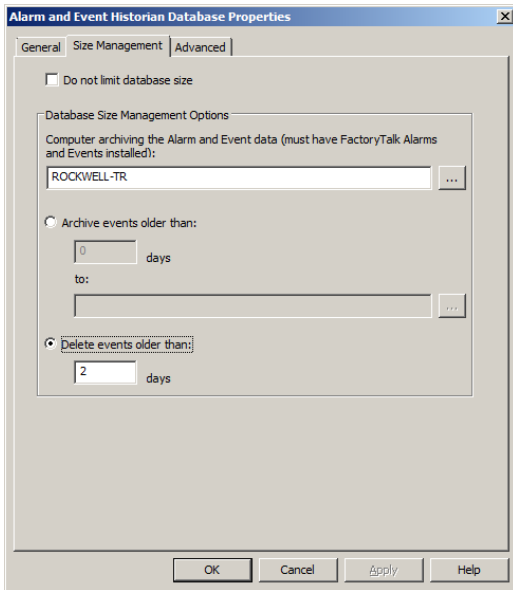 Alarm and Event Historian Database Properties
General Size Management Advanced
Do not limit database size
Database Size Management Options
Computer archiving the Alarm and Event data (must have FactoryTalk Alarms
and Events installed):
ROCKWELL-TR ...
Archive events older than:
0 days
to:
...
Delete events older than:
2 days
OK Cancel Apply Help